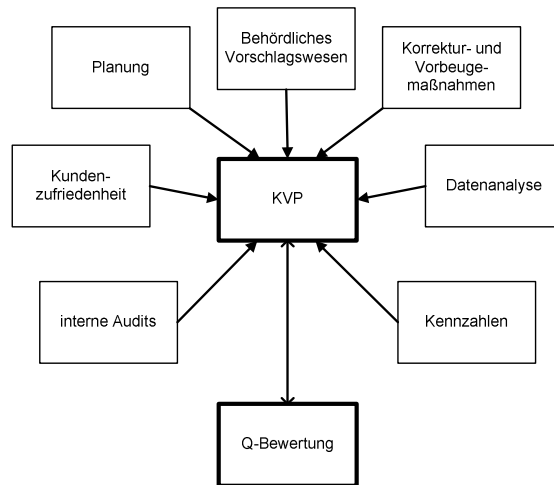 Planung
Behördliches
Vorschlagswesen
Korrektur- und
Vorbeuge-
maßnahmen
Kunden-
zufriedenheit
KVP
Datenanalyse
interne Audits
Kennzahlen
Q-Bewertung